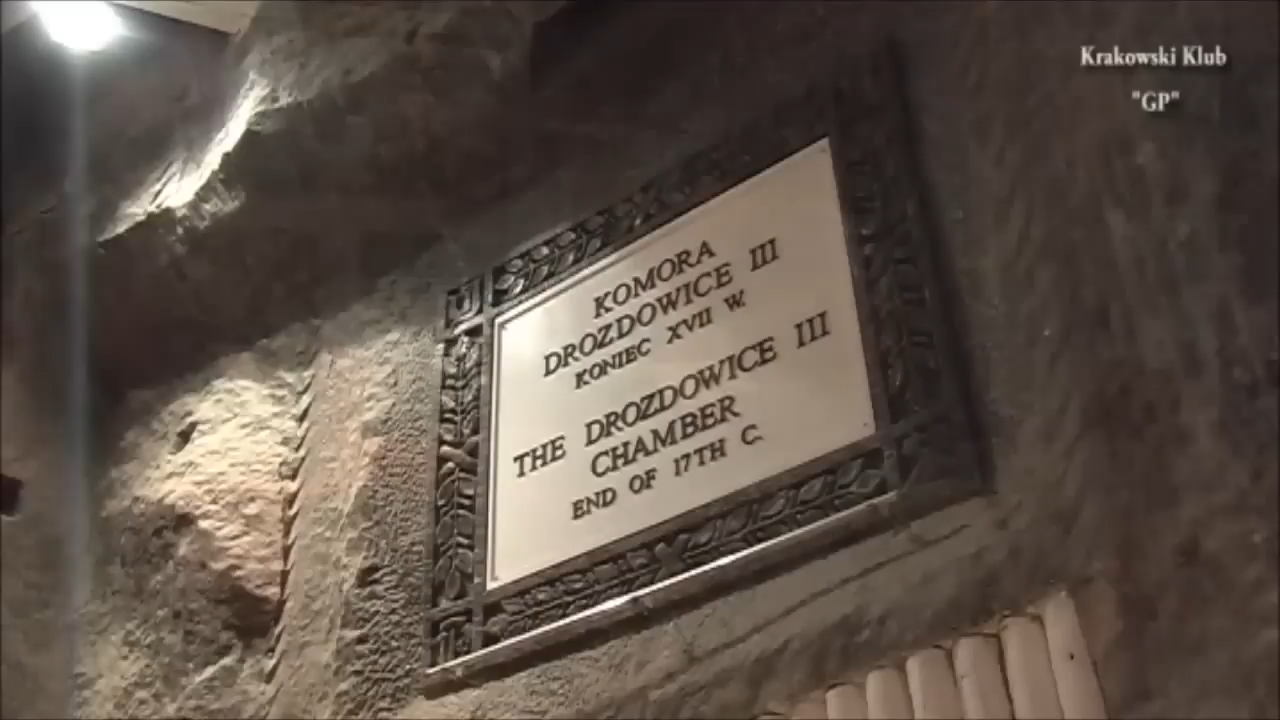 Krakowski Klub
"GP"
KOMORA
DROZDOWICE III
KONIEC XVII W.
THE DROZDOWICE III
CHAMBER
END OF 17TH C.